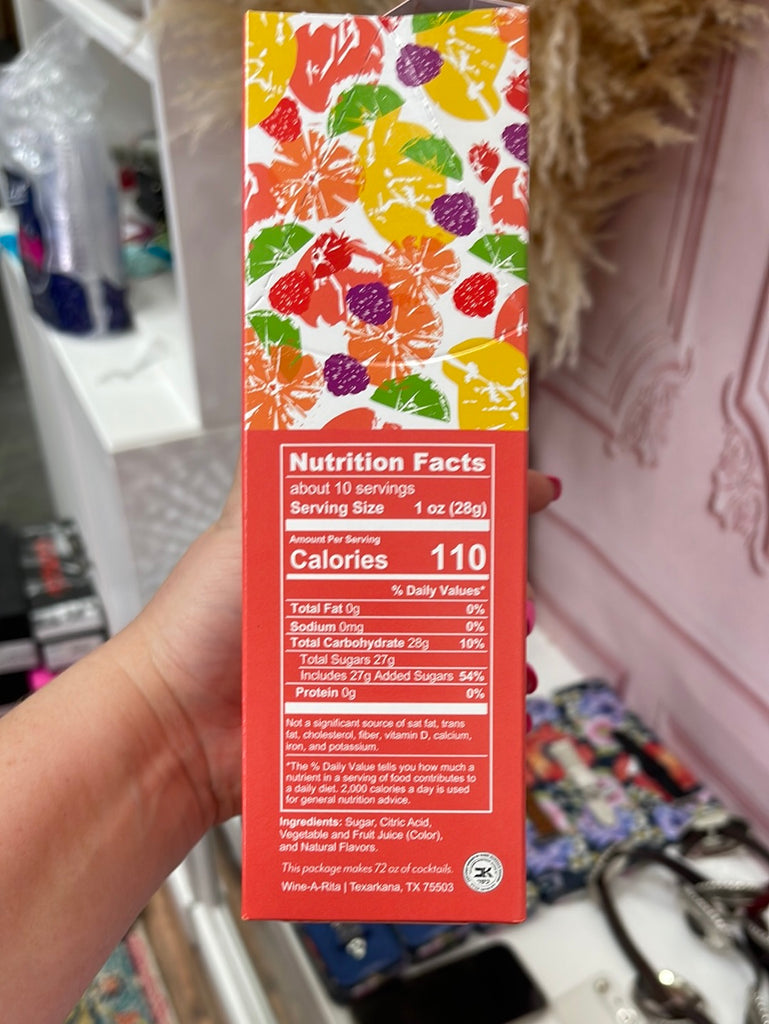 Nutrition Facts
about 10 servings
Serving Size 1 oz (28g)
Amount Per Serving
Calories 110
% Daily Values*
Total Fat 0g 0%
Sodium 0mg 0%
Total Carbohydrate 28g 10%
Total Sugars 27g
Includes 27g Added Sugars 54%
Protein 0g 0%
Not a significant source of sat fat, trans
fat, cholesterol, fiber, vitamin D, calcium,
iron, and potassium.
*The % Daily Value tells you how much a
nutrient in a serving of food contributes to
a daily diet. 2,000 calories a day is used
for general nutrition advice.
Ingredients: Sugar, Citric Acid,
Vegetable and Fruit Juice (Color),
and Natural Flavors.
This package makes 72 oz of cocktails.
Wine-A-Rita | Texarkana, TX 75503